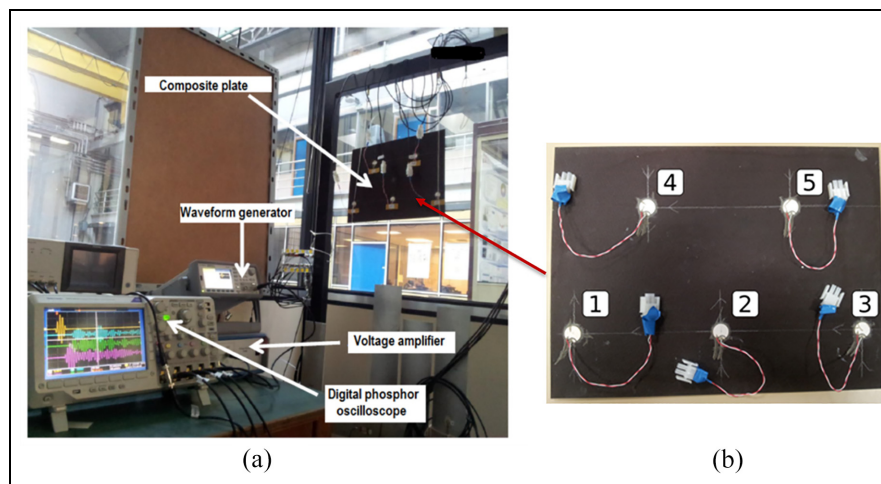 Composite plate
Waveform generator
Voltage amplifier
Digital phosphor
oscilloscope
4
5
1
2
3
(a)
(b)